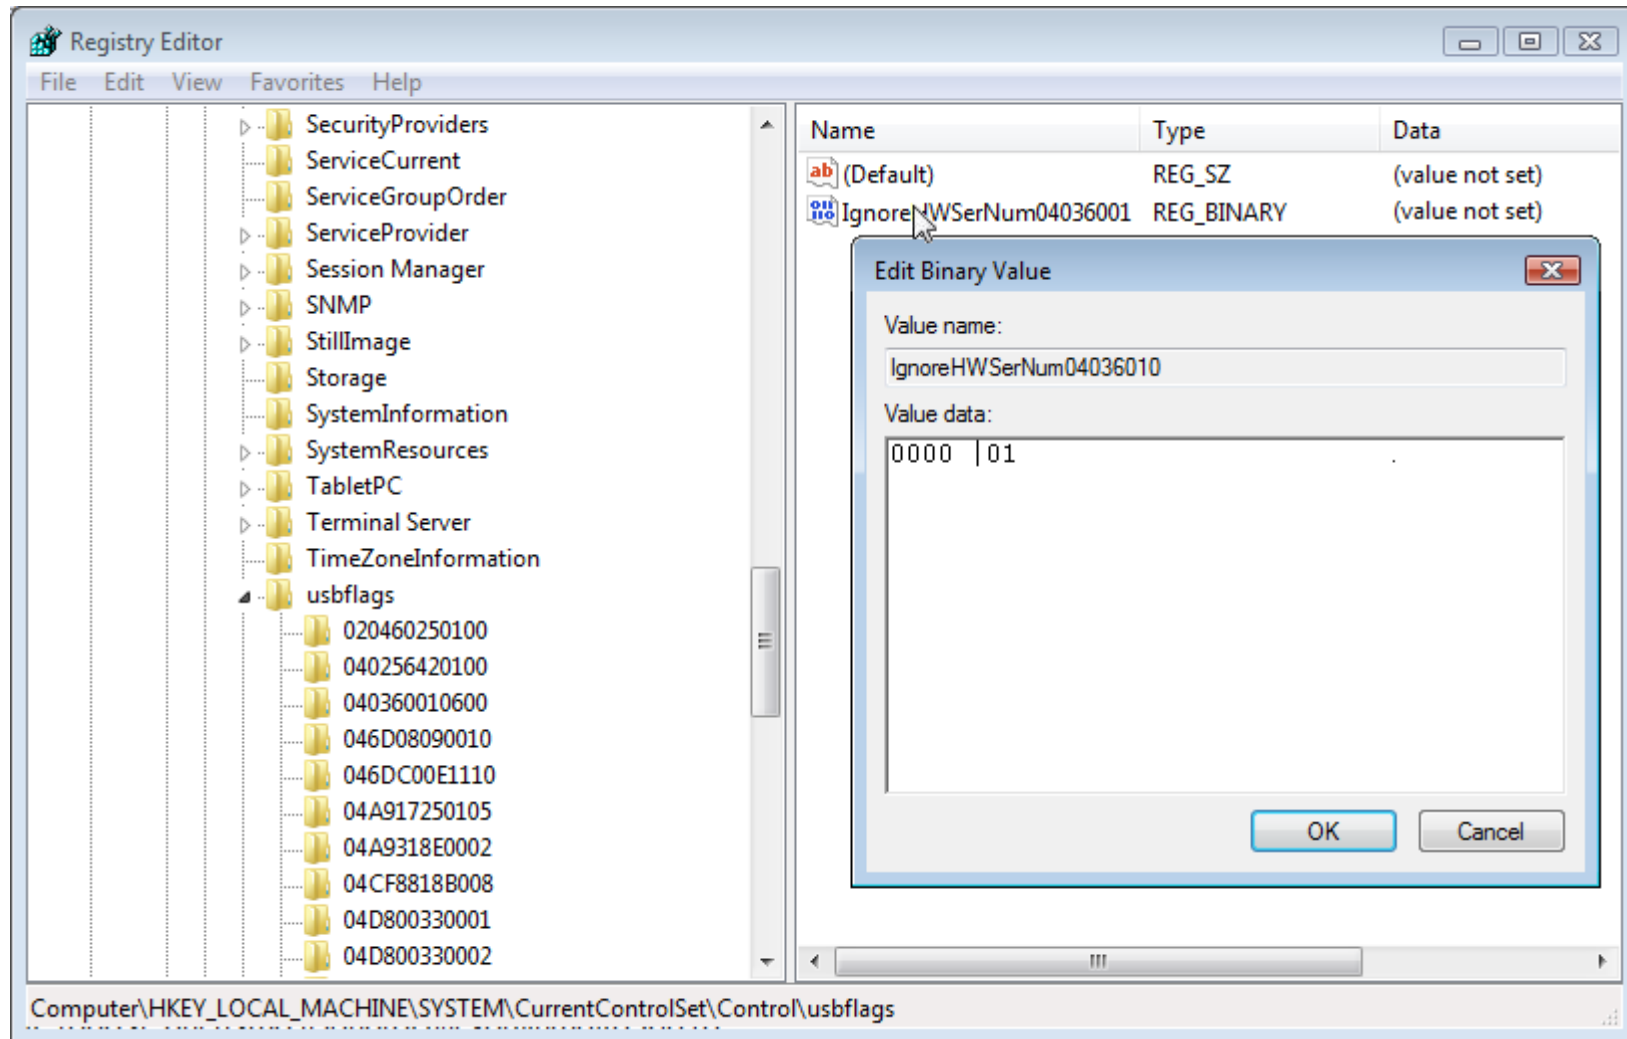 Registry Editor
File Edit View Favorites Help
SecurityProviders
ServiceCurrent
ServiceGroupOrder
ServiceProvider
Session Manager
SNMP
StillImage
Storage
SystemInformation
SystemResources
TabletPC
Terminal Server
TimeZoneInformation
usbflags
020460250100
040256420100
040360010600
046D08090010
046DC00E1110
04A917250105
04A9318E0002
04CF8818B008
04D800330001
04D800330002
Name Type Data
ab (Default) REG_SZ (value not set)
IgnoreHWSerNum04036001 REG_BINARY (value not set)
Edit Binary Value
Value name:
IgnoreHWSerNum04036010
Value data:
0000 01 .
OK Cancel
Computer\HKEY_LOCAL_MACHINE\SYSTEM\CurrentControlSet\Control\usbflags